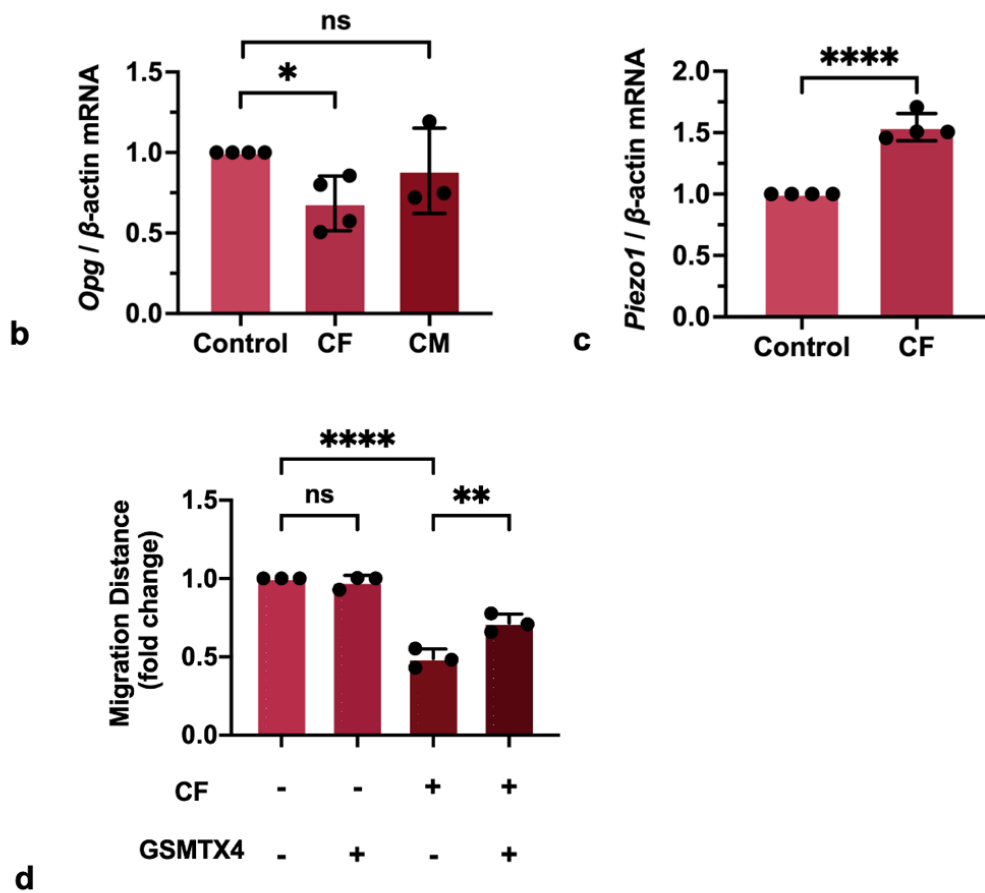 ns
*
1.5
1.0
0.5
0.0
Opg / β-actin mRNA
Control CF CM
b
****
2.0
1.5
1.0
0.5
0.0
Piezo1 / β-actin mRNA
Control CF
c
****
ns
**
1.5
1.0
0.5
0.0
Migration Distance
(fold change)
CF - - + +
GSMTX4 - + - +
d